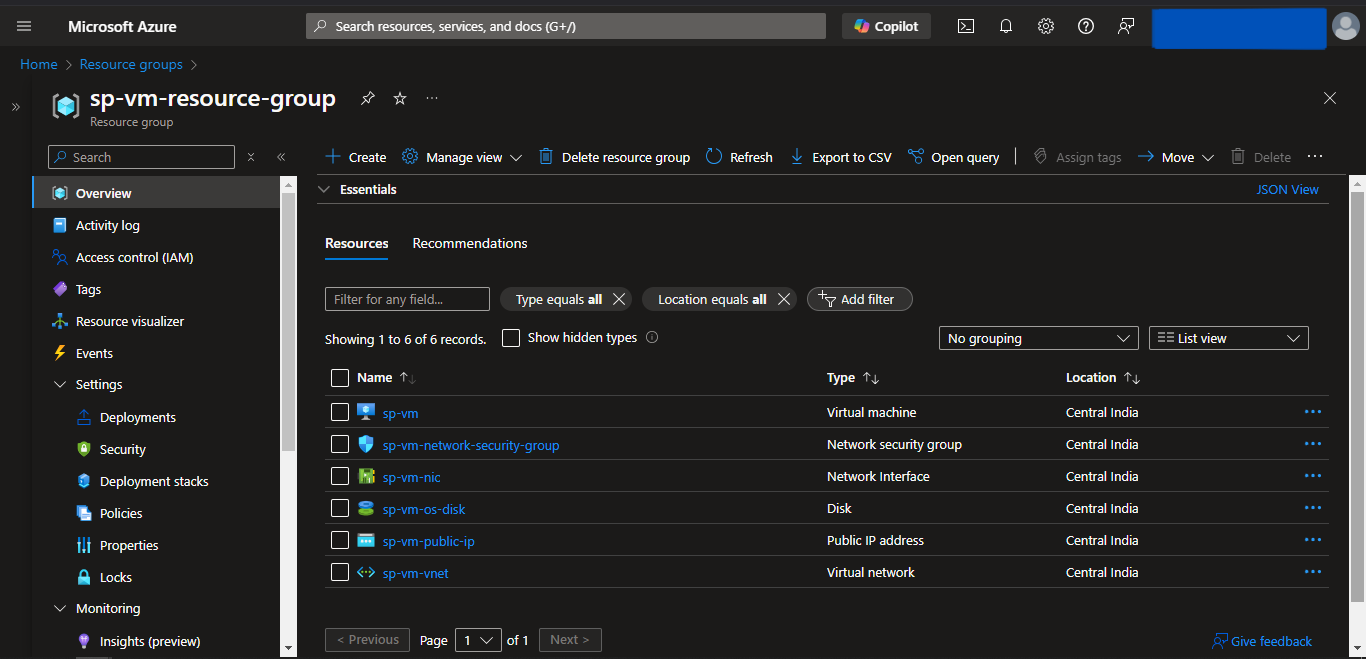 Microsoft Azure
Search resources, services, and docs (G+/)
Copilot
Home > Resource groups >
sp-vm-resource-group
Resource group
Search
Create
Manage view
Delete resource group
Refresh
Export to CSV
Open query
Assign tags
Move
Delete
Overview
Activity log
Access control (IAM)
Tags
Resource visualizer
Events
Settings
Deployments
Security
Deployment stacks
Policies
Properties
Locks
Monitoring
Insights (preview)
Essentials
JSON View
Resources
Recommendations
Filter for any field...
Type equals all
Location equals all
Add filter
Showing 1 to 6 of 6 records.
Show hidden types
No grouping
List view
Name Type Location
sp-vm Virtual machine Central India
sp-vm-network-security-group Network security group Central India
sp-vm-nic Network Interface Central India
sp-vm-os-disk Disk Central India
sp-vm-public-ip Public IP address Central India
sp-vm-vnet Virtual network Central India
< Previous Page 1 of 1 Next >
Give feedback